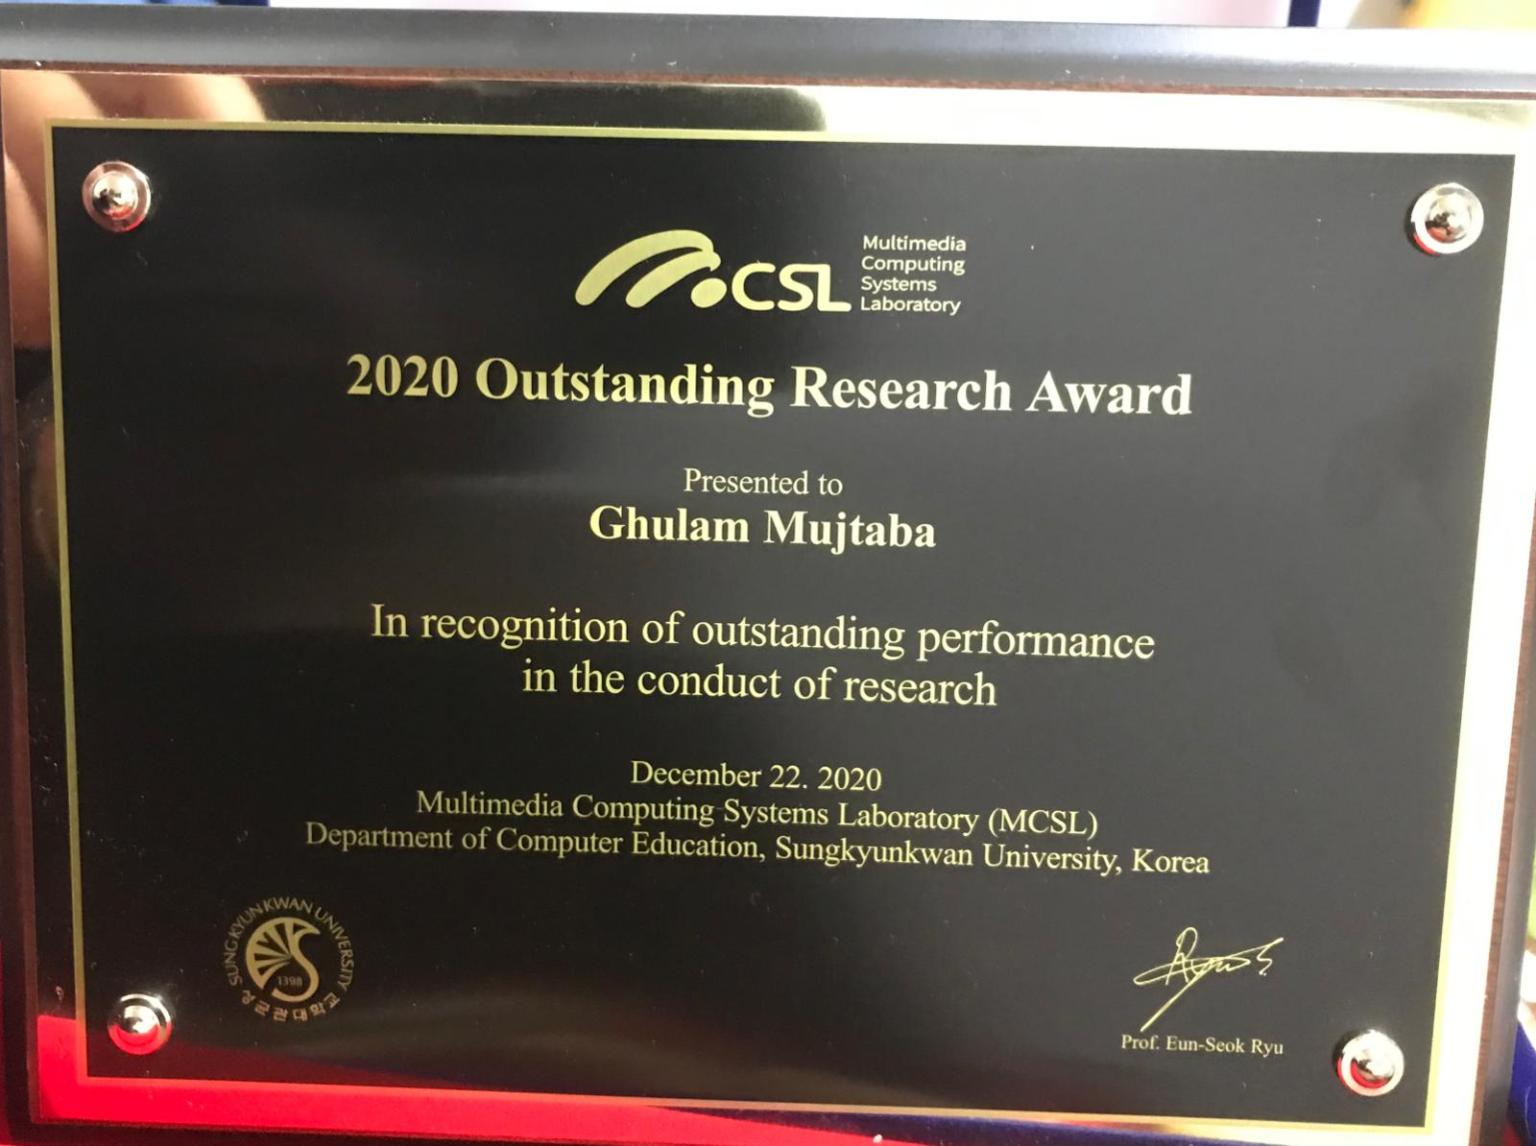 CSL
Multimedia
Computing
Systems
Laboratory
2020 Outstanding Research Award
Presented to
Ghulam Mujtaba
In recognition of outstanding performance
in the conduct of research
December 22. 2020
Multimedia Computing Systems Laboratory (MCSL)
Department of Computer Education, Sungkyunkwan University, Korea
SUNGKYUNKWAN UNIVERSITY
1398
성균관대학교
Prof. Eun-Seok Ryu